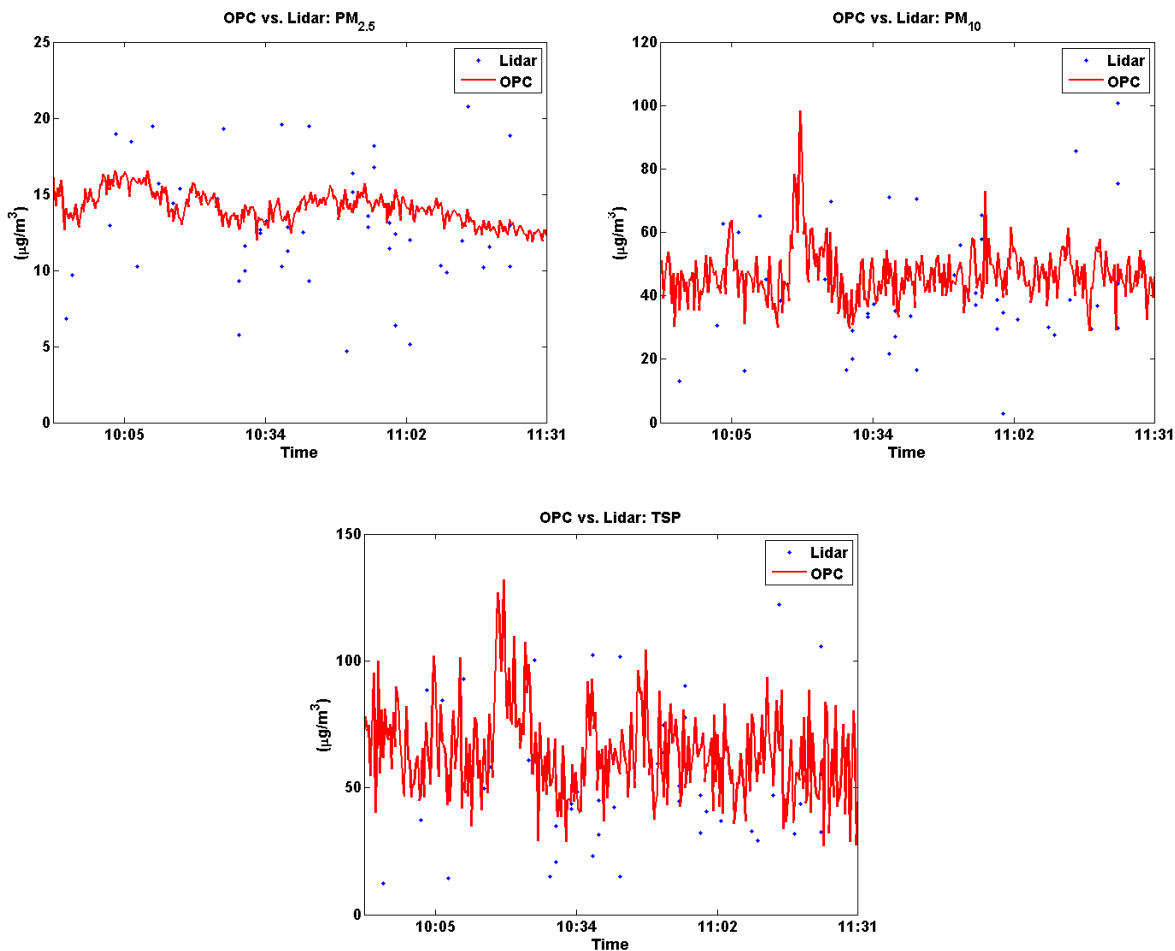 OPC vs. Lidar: PM2.5
25
20
15
10
5
0
(μg/m3)
Lidar
OPC
10:05 10:34 11:02 11:31
Time
OPC vs. Lidar: PM10
120
100
80
60
40
20
0
(μg/m3)
Lidar
OPC
10:05 10:34 11:02 11:31
Time
OPC vs. Lidar: TSP
150
100
50
0
(μg/m3)
Lidar
OPC
10:05 10:34 11:02 11:31
Time